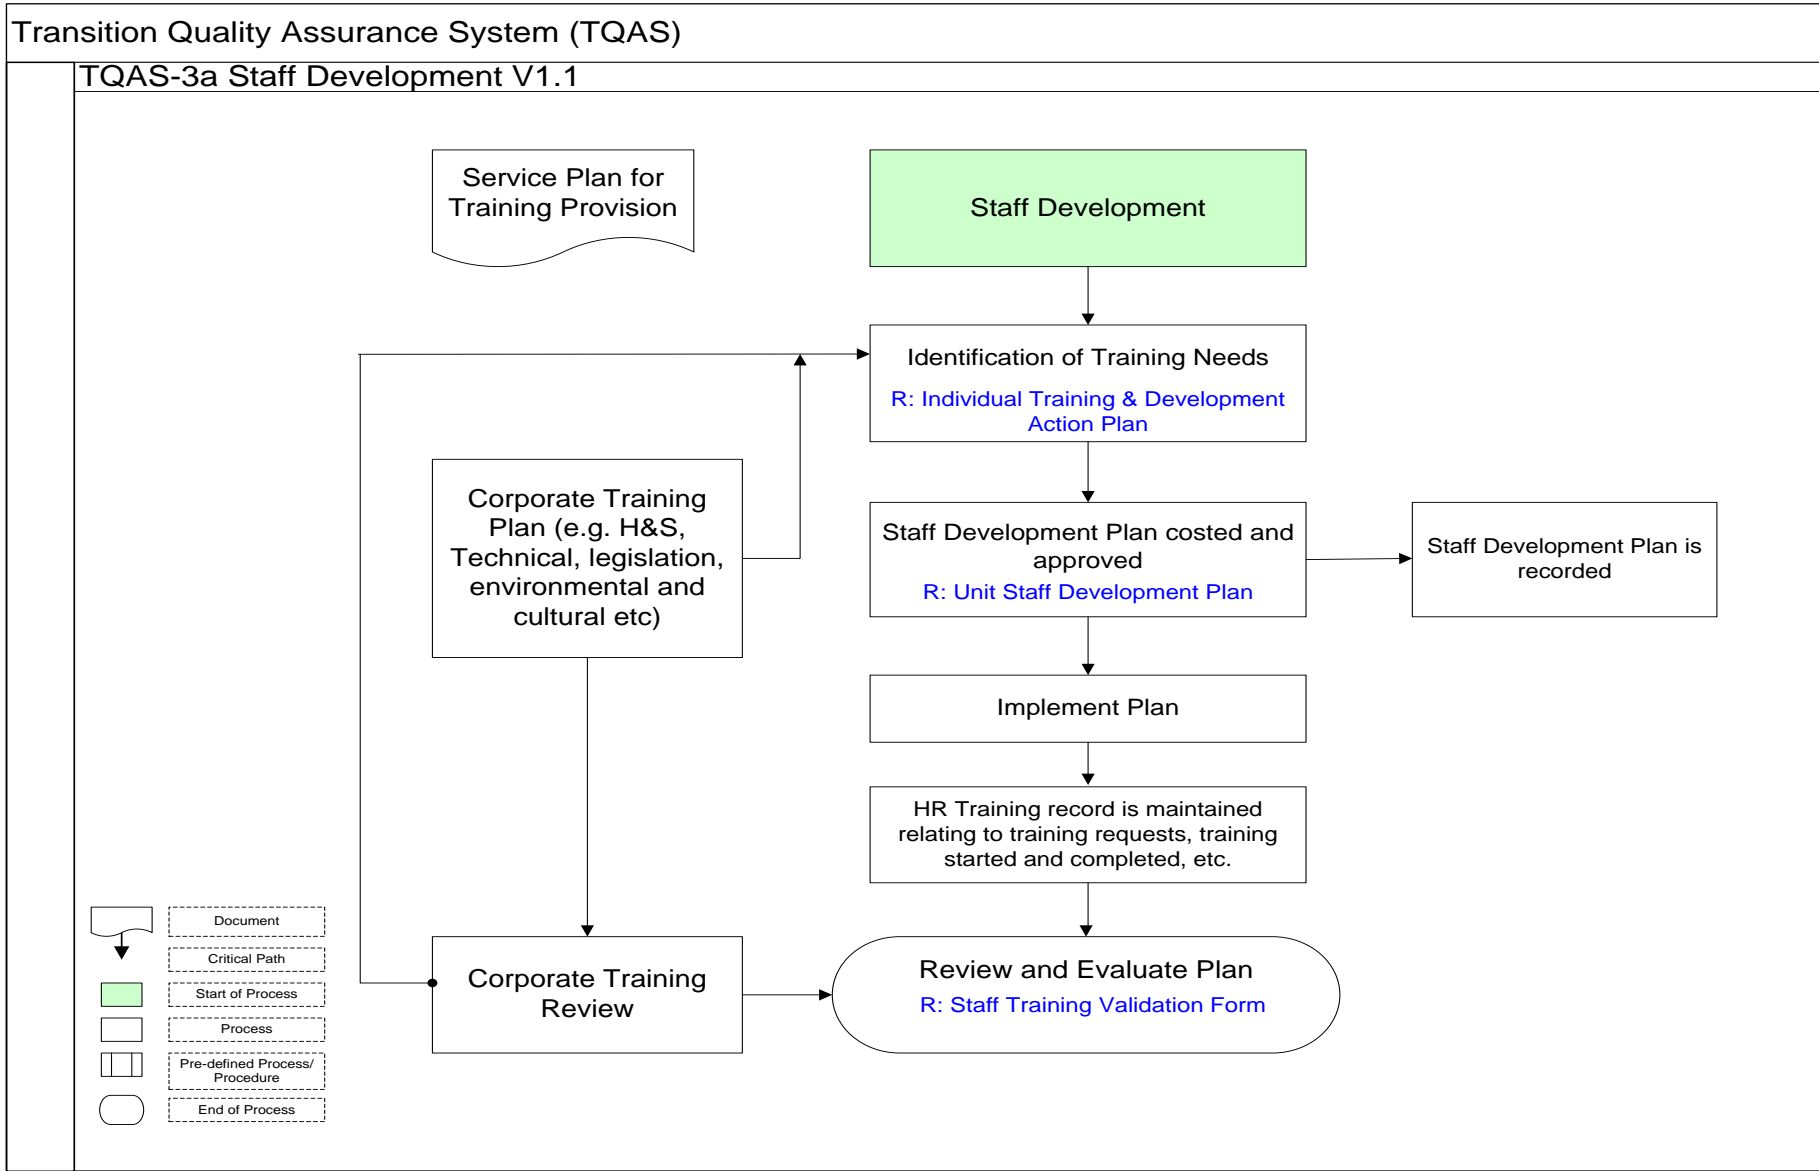 Transition Quality Assurance System (TQAS)
TQAS-3a Staff Development V1.1
Service Plan for
Training Provision
Staff Development
Identification of Training Needs
R: Individual Training & Development
Action Plan
Corporate Training
Plan (e.g. H&S,
Technical, legislation,
environmental and
cultural etc)
Staff Development Plan costed and
approved
R: Unit Staff Development Plan
Staff Development Plan is
recorded
Implement Plan
HR Training record is maintained
relating to training requests, training
started and completed, etc.
Corporate Training
Review
Review and Evaluate Plan
R: Staff Training Validation Form
Document
Critical Path
Start of Process
Process
Pre-defined Process/
Procedure
End of Process